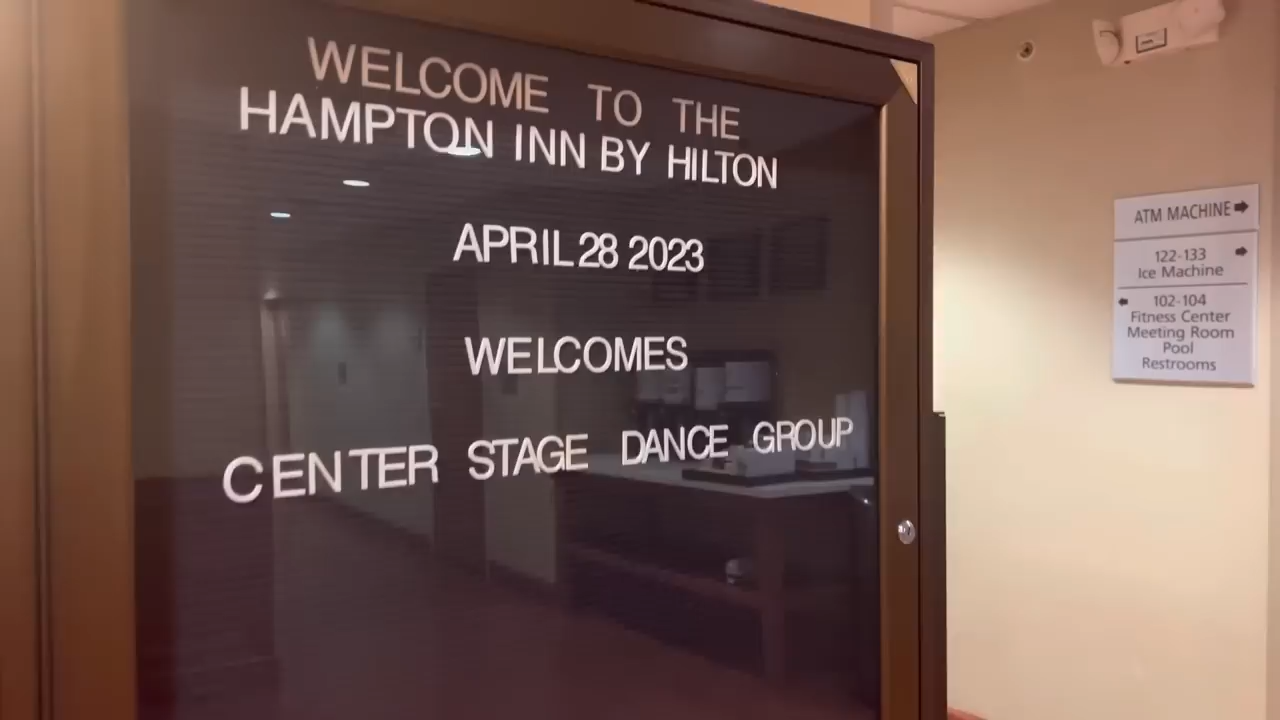 WELCOME TO THE
HAMPTON INN BY HILTON
APRIL 28 2023
WELCOMES
CENTER STAGE DANCE GROUP
ATM MACHINE
122-133
Ice Machine
102-104
Fitness Center
Meeting Room
Pool
Restrooms